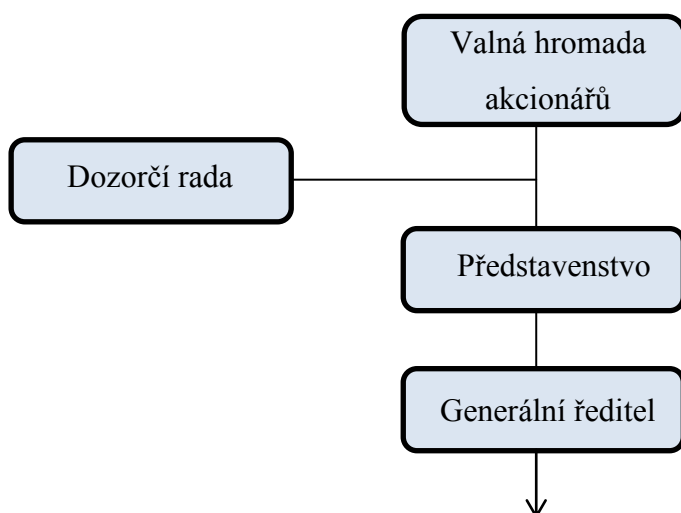 Valná hromada
akcionářů
Dozorčí rada
Představenstvo
Generální ředitel